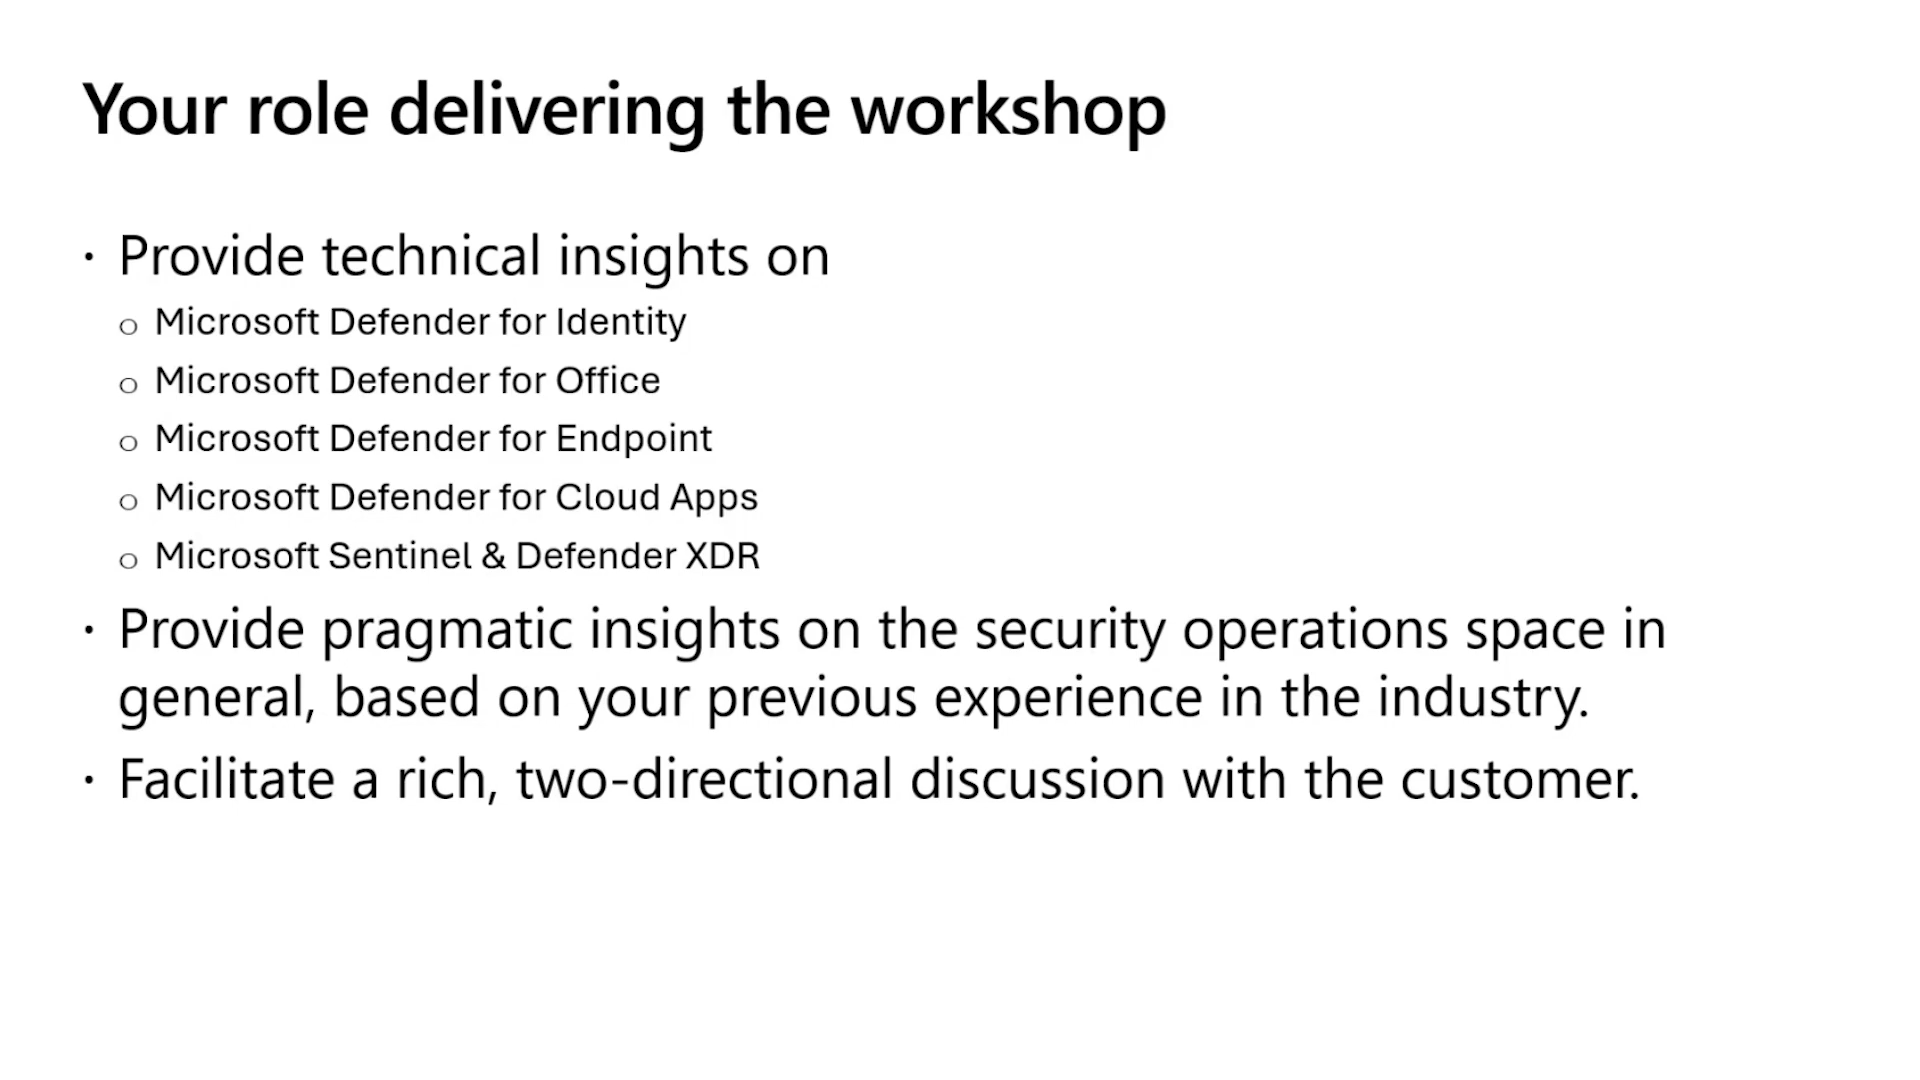 Your role delivering the workshop
· Provide technical insights on
o Microsoft Defender for Identity
o Microsoft Defender for Office
o Microsoft Defender for Endpoint
o Microsoft Defender for Cloud Apps
o Microsoft Sentinel & Defender XDR
· Provide pragmatic insights on the security operations space in
general, based on your previous experience in the industry.
· Facilitate a rich, two-directional discussion with the customer.